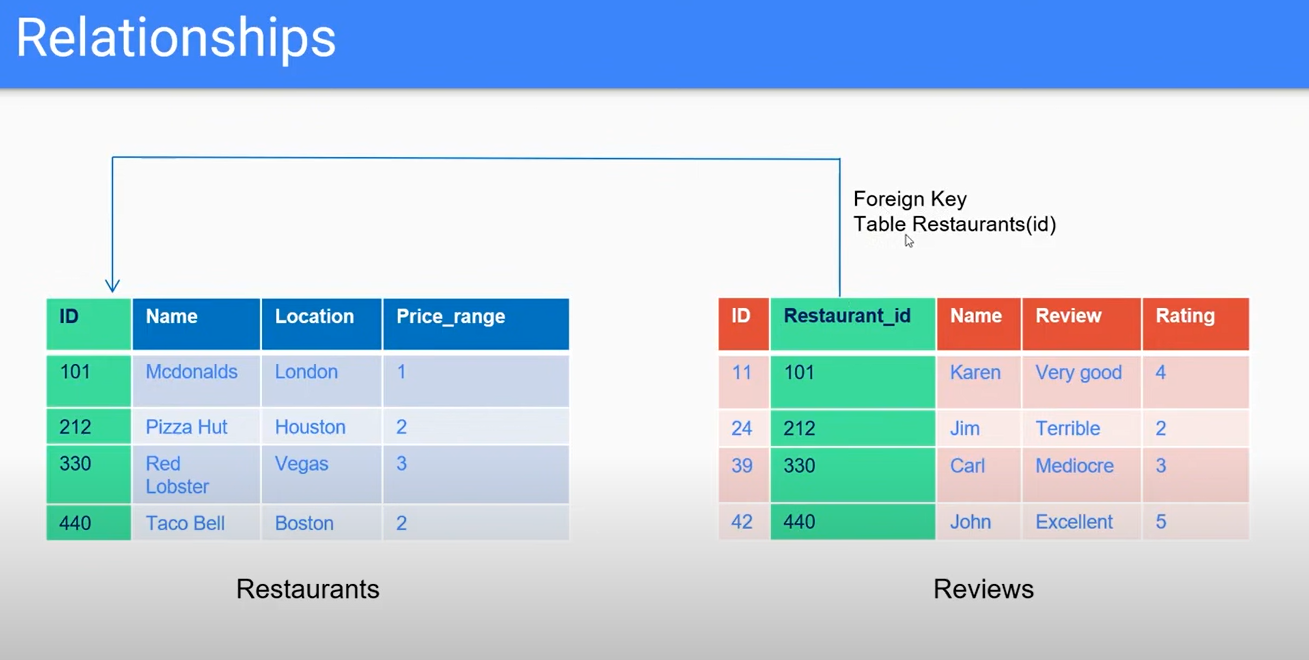 Relationships
Foreign Key
Table Restaurants(id)
ID Name Location Price_range
101 Mcdonalds London 1
212 Pizza Hut Houston 2
330 Red Lobster Vegas 3
440 Taco Bell Boston 2
Restaurants
ID Restaurant_id Name Review Rating
11 101 Karen Very good 4
24 212 Jim Terrible 2
39 330 Carl Mediocre 3
42 440 John Excellent 5
Reviews